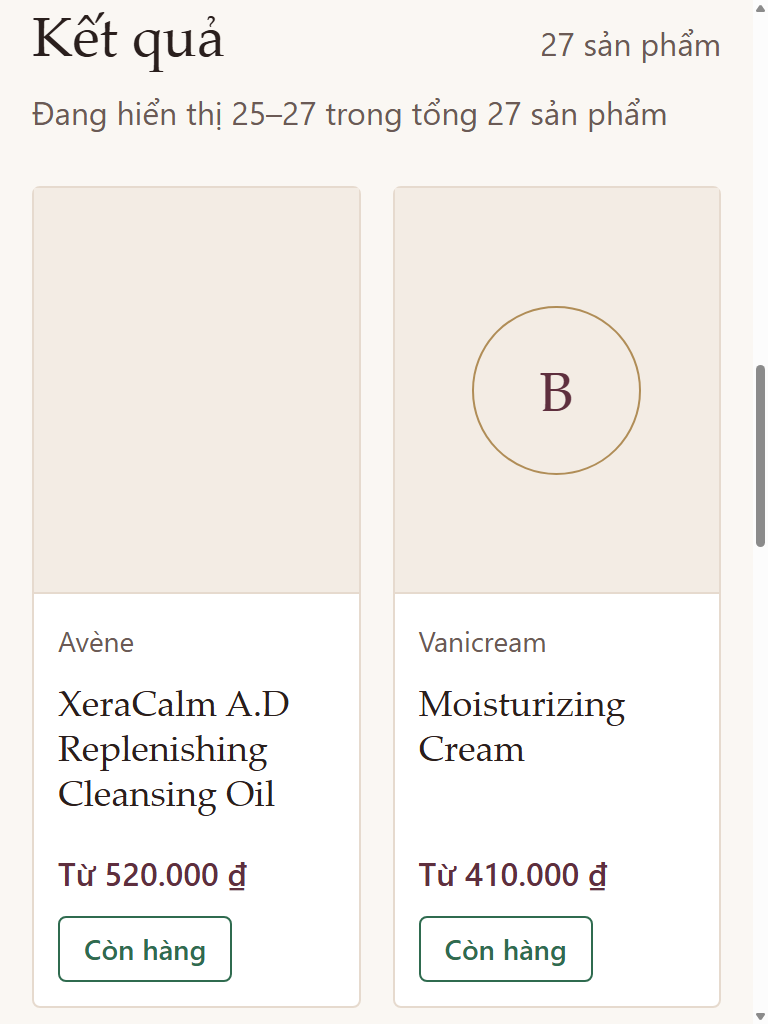 Kết quả
27 sản phẩm
Đang hiển thị 25–27 trong tổng 27 sản phẩm
B
Avène
XeraCalm A.D
Replenishing
Cleansing Oil
Từ 520.000 ₫
Còn hàng
Vanicream
Moisturizing
Cream
Từ 410.000 ₫
Còn hàng